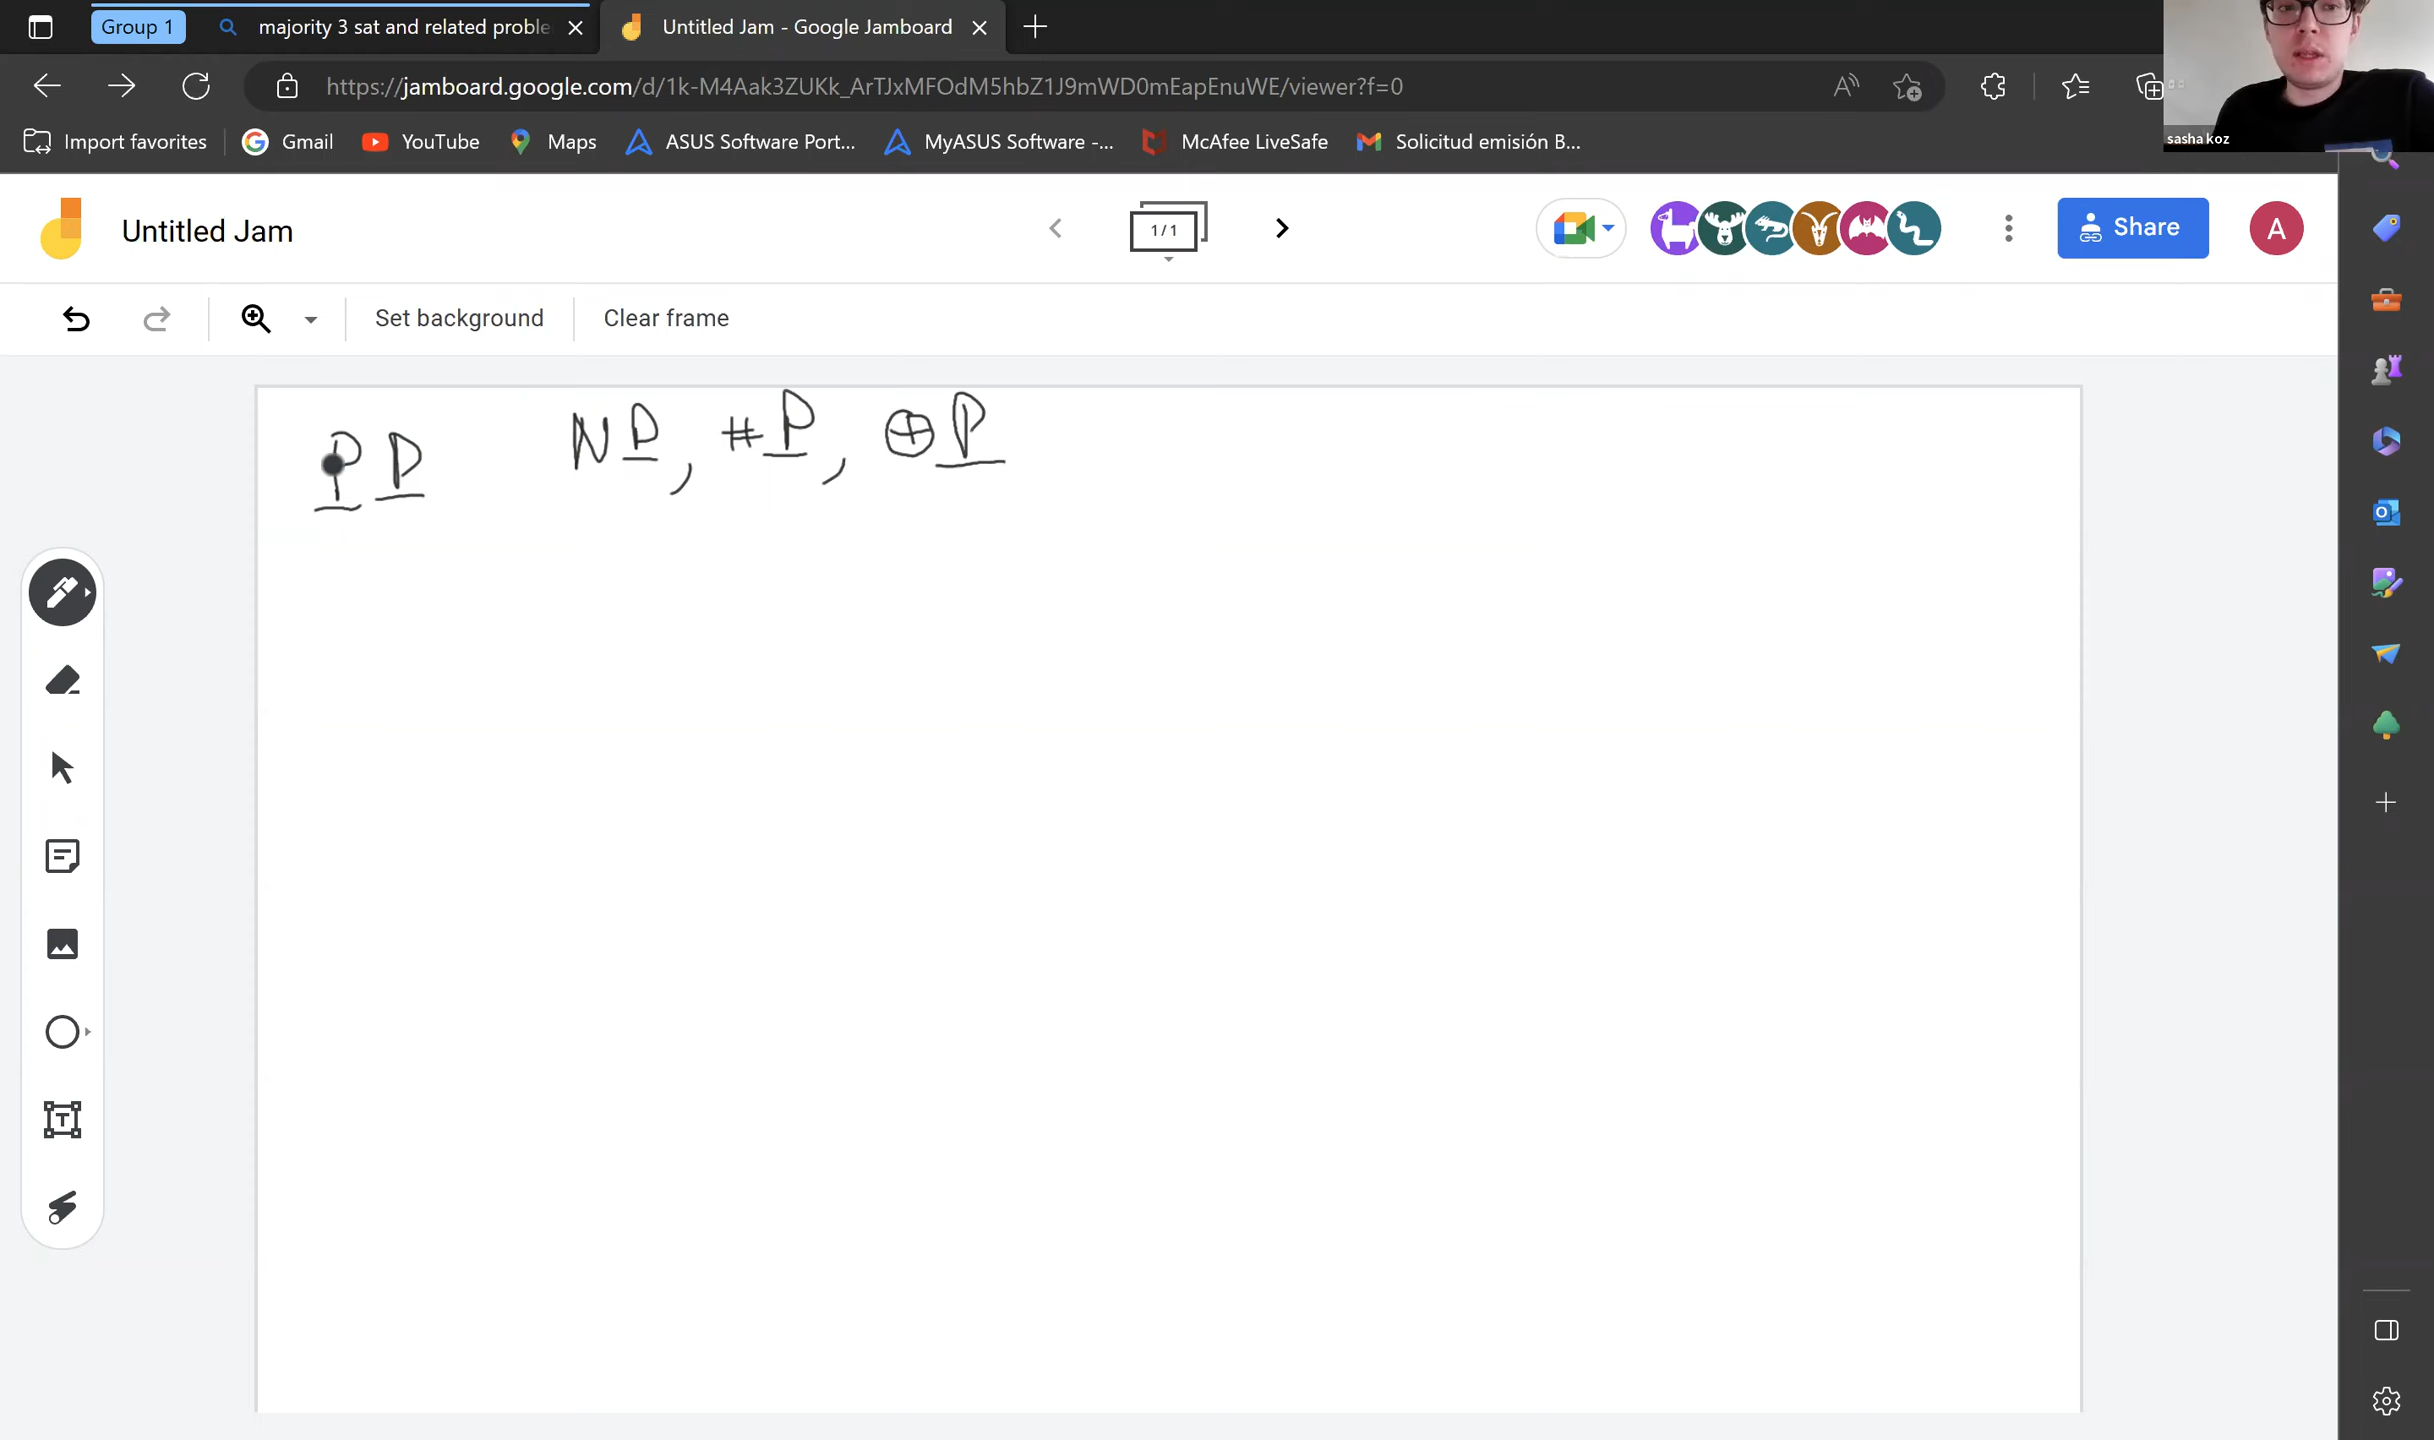 Group 1 majority 3 sat and related proble Untitled Jam - Google Jamboard
https://jamboard.google.com/d/1k-M4Aak3ZUKk_ArTJxMFOdM5hbZ1J9mWD0mEapEnuWE/viewer?f=0
sasha koz
Import favorites Gmail YouTube Maps ASUS Software Port... MyASUS Software -... McAfee LiveSafe Solicitud emisión B...
Untitled Jam 1/1 Share A
Set background Clear frame
PP NP, #P, ⊕P